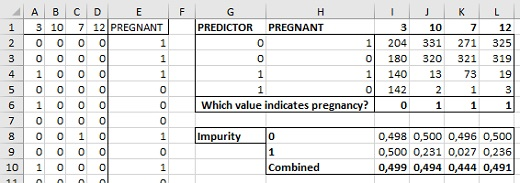 A B C D E F G H I J K L
1 3 10 7 12 PREGNANT PREDICTOR PREGNANT 3 10 7 12
2 0 0 0 0 1 0 1 204 331 271 325
3 0 0 0 0 1 0 0 180 320 321 319
4 1 0 0 0 1 1 1 140 13 73 19
5 0 0 0 0 0 1 0 142 2 1 3
6 1 0 0 0 0 Which value indicates pregnancy? 0 1 1 1
7 0 0 0 0 0
8 0 0 1 0 1 Impurity 0 0,498 0,500 0,496 0,500
9 0 0 0 0 0 1 0,500 0,231 0,027 0,236
10 1 0 0 0 1 Combined 0,499 0,494 0,444 0,491